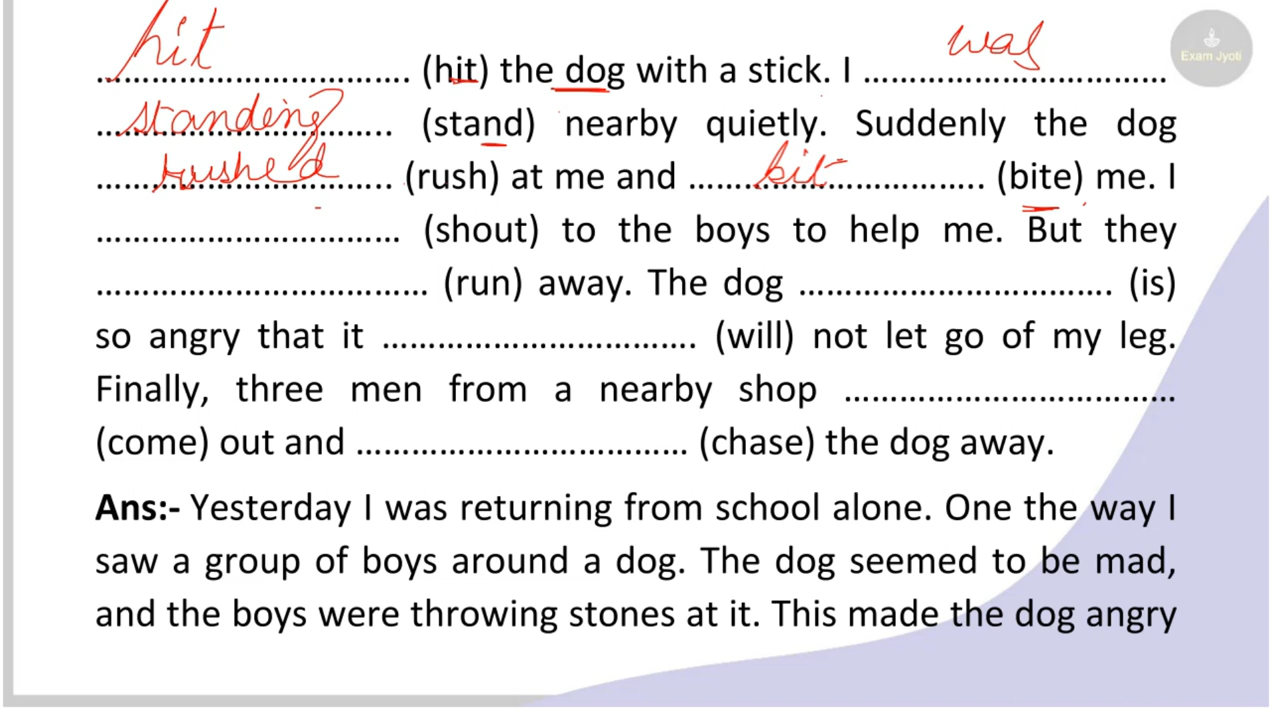 hit was
.................................. (hit) the dog with a stick. I .................................
standing
................................ (stand) nearby quietly. Suddenly the dog
rushed bit
................................ (rush) at me and ................................ (bite) me. I
................................. (shout) to the boys to help me. But they
.................................... (run) away. The dog .................................. (is)
so angry that it .................................. (will) not let go of my leg.
Finally, three men from a nearby shop ....................................
(come) out and .................................... (chase) the dog away.
Ans:- Yesterday I was returning from school alone. One the way I
saw a group of boys around a dog. The dog seemed to be mad,
and the boys were throwing stones at it. This made the dog angry
Exam Jyoti